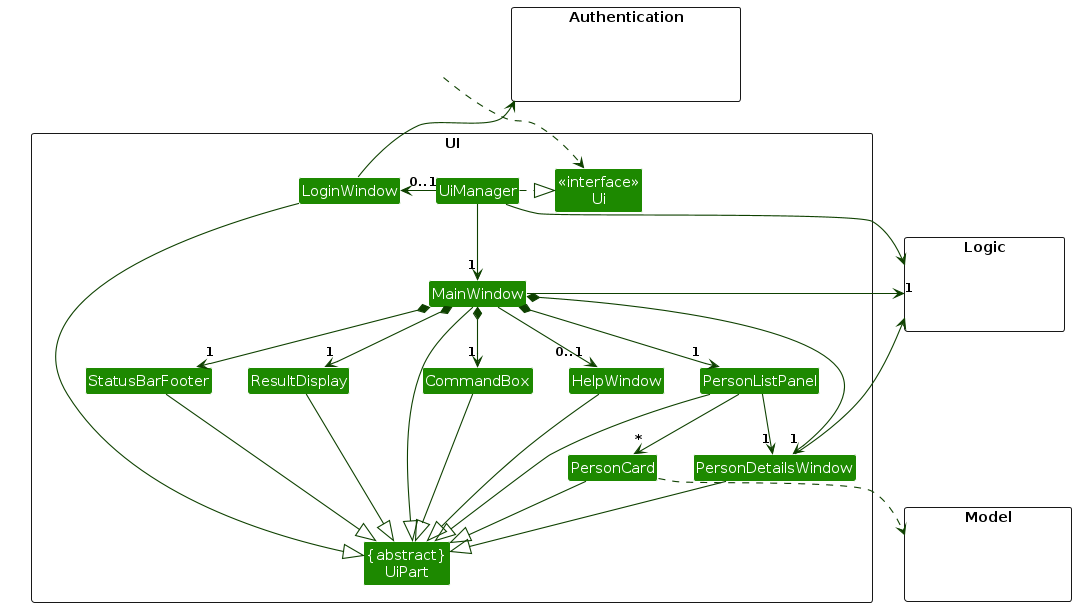 Authentication
UI
LoginWindow
0..1
UiManager
«interface»
Ui
Logic
1
MainWindow
1
1
1
1
0..1
1
StatusBarFooter
ResultDisplay
CommandBox
HelpWindow
PersonListPanel
*
1
1
PersonCard
PersonDetailsWindow
Model
{abstract}
UiPart